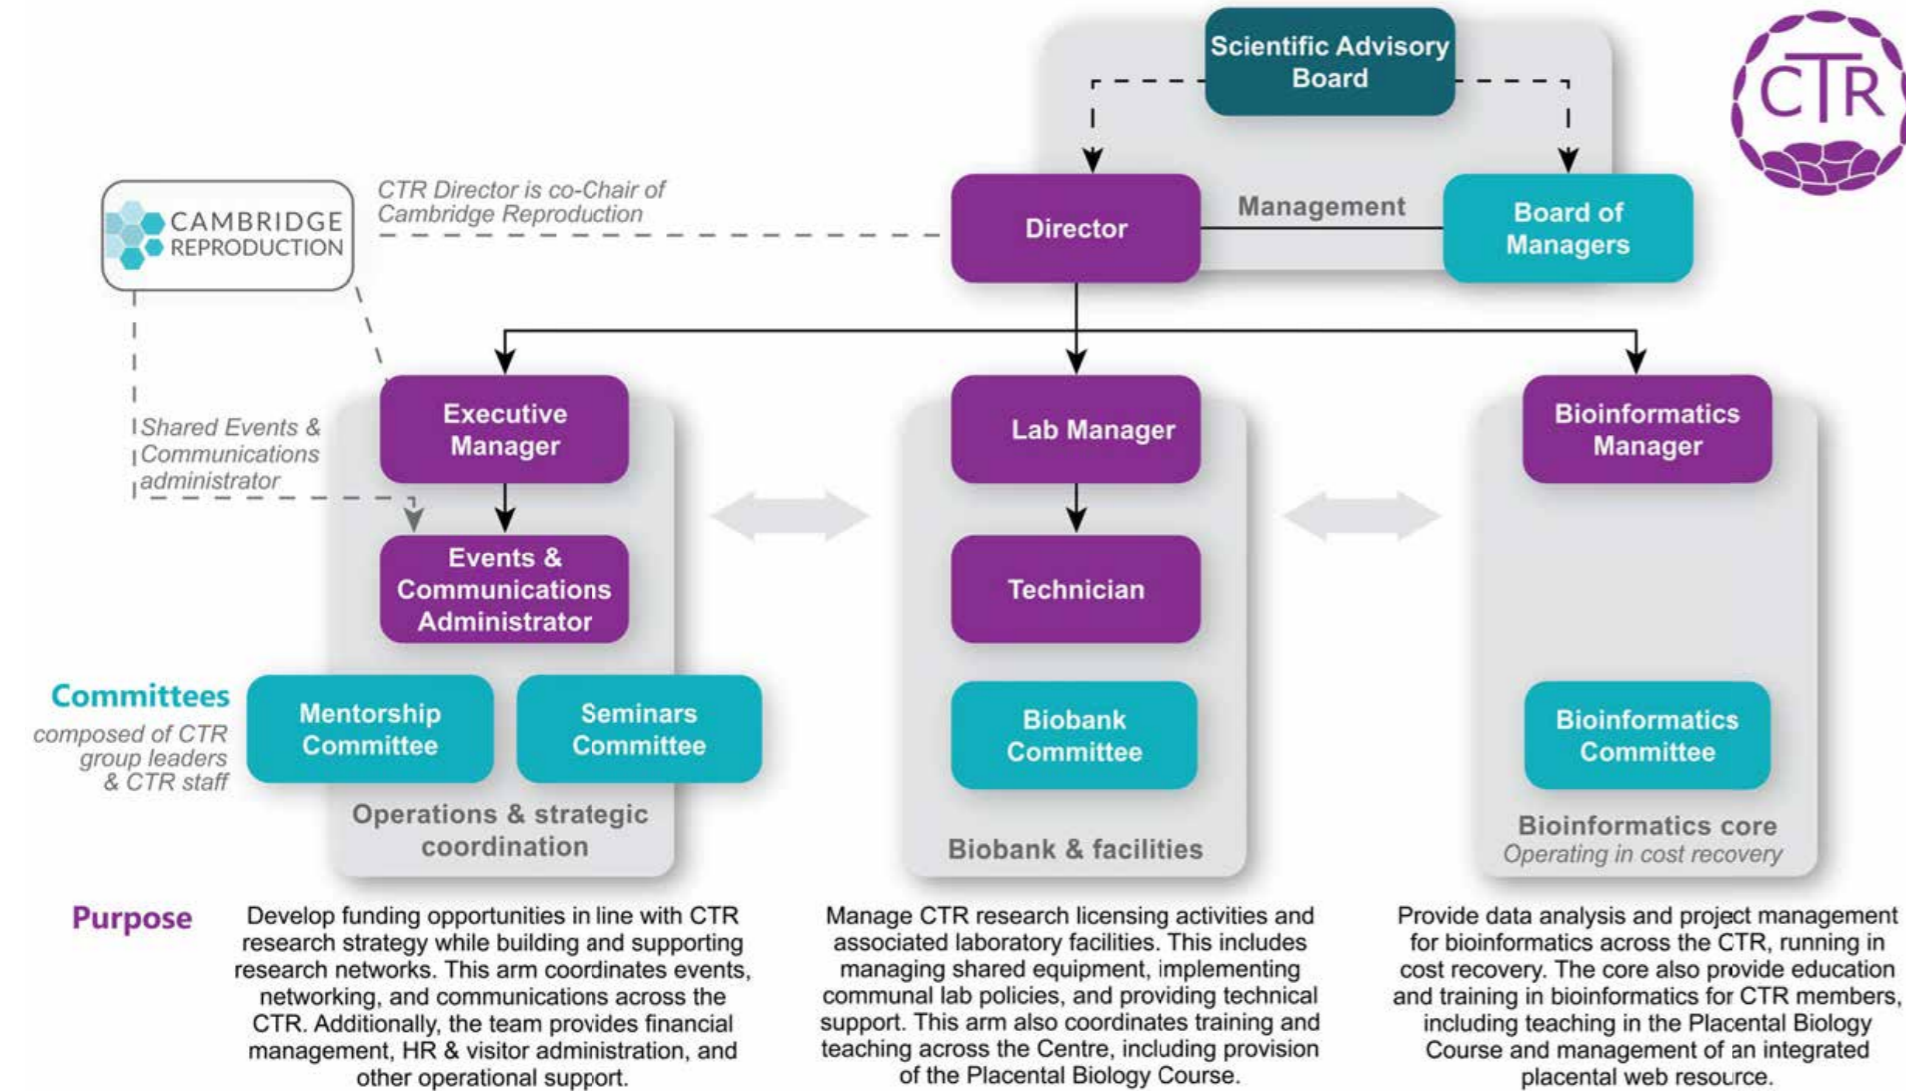 Scientific Advisory
Board
CTR
CAMBRIDGE
REPRODUCTION
CTR Director is co-Chair of
Cambridge Reproduction
Director
Management
Board of
Managers
Shared Events &
Communications
administrator
Executive
Manager
Lab Manager
Bioinformatics
Manager
Events &
Communications
Administrator
Technician
Committees
composed of CTR
group leaders
& CTR staff
Mentorship
Committee
Seminars
Committee
Biobank
Committee
Bioinformatics
Committee
Operations & strategic
coordination
Biobank & facilities
Bioinformatics core
Operating in cost recovery
Purpose
Develop funding opportunities in line with CTR
research strategy while building and supporting
research networks. This arm coordinates events,
networking, and communications across the
CTR. Additionally, the team provides financial
management, HR & visitor administration, and
other operational support.
Manage CTR research licensing activities and
associated laboratory facilities. This includes
managing shared equipment, implementing
communal lab policies, and providing technical
support. This arm also coordinates training and
teaching across the Centre, including provision
of the Placental Biology Course.
Provide data analysis and project management
for bioinformatics across the CTR, running in
cost recovery. The core also provide education
and training in bioinformatics for CTR members,
including teaching in the Placental Biology
Course and management of an integrated
placental web resource.